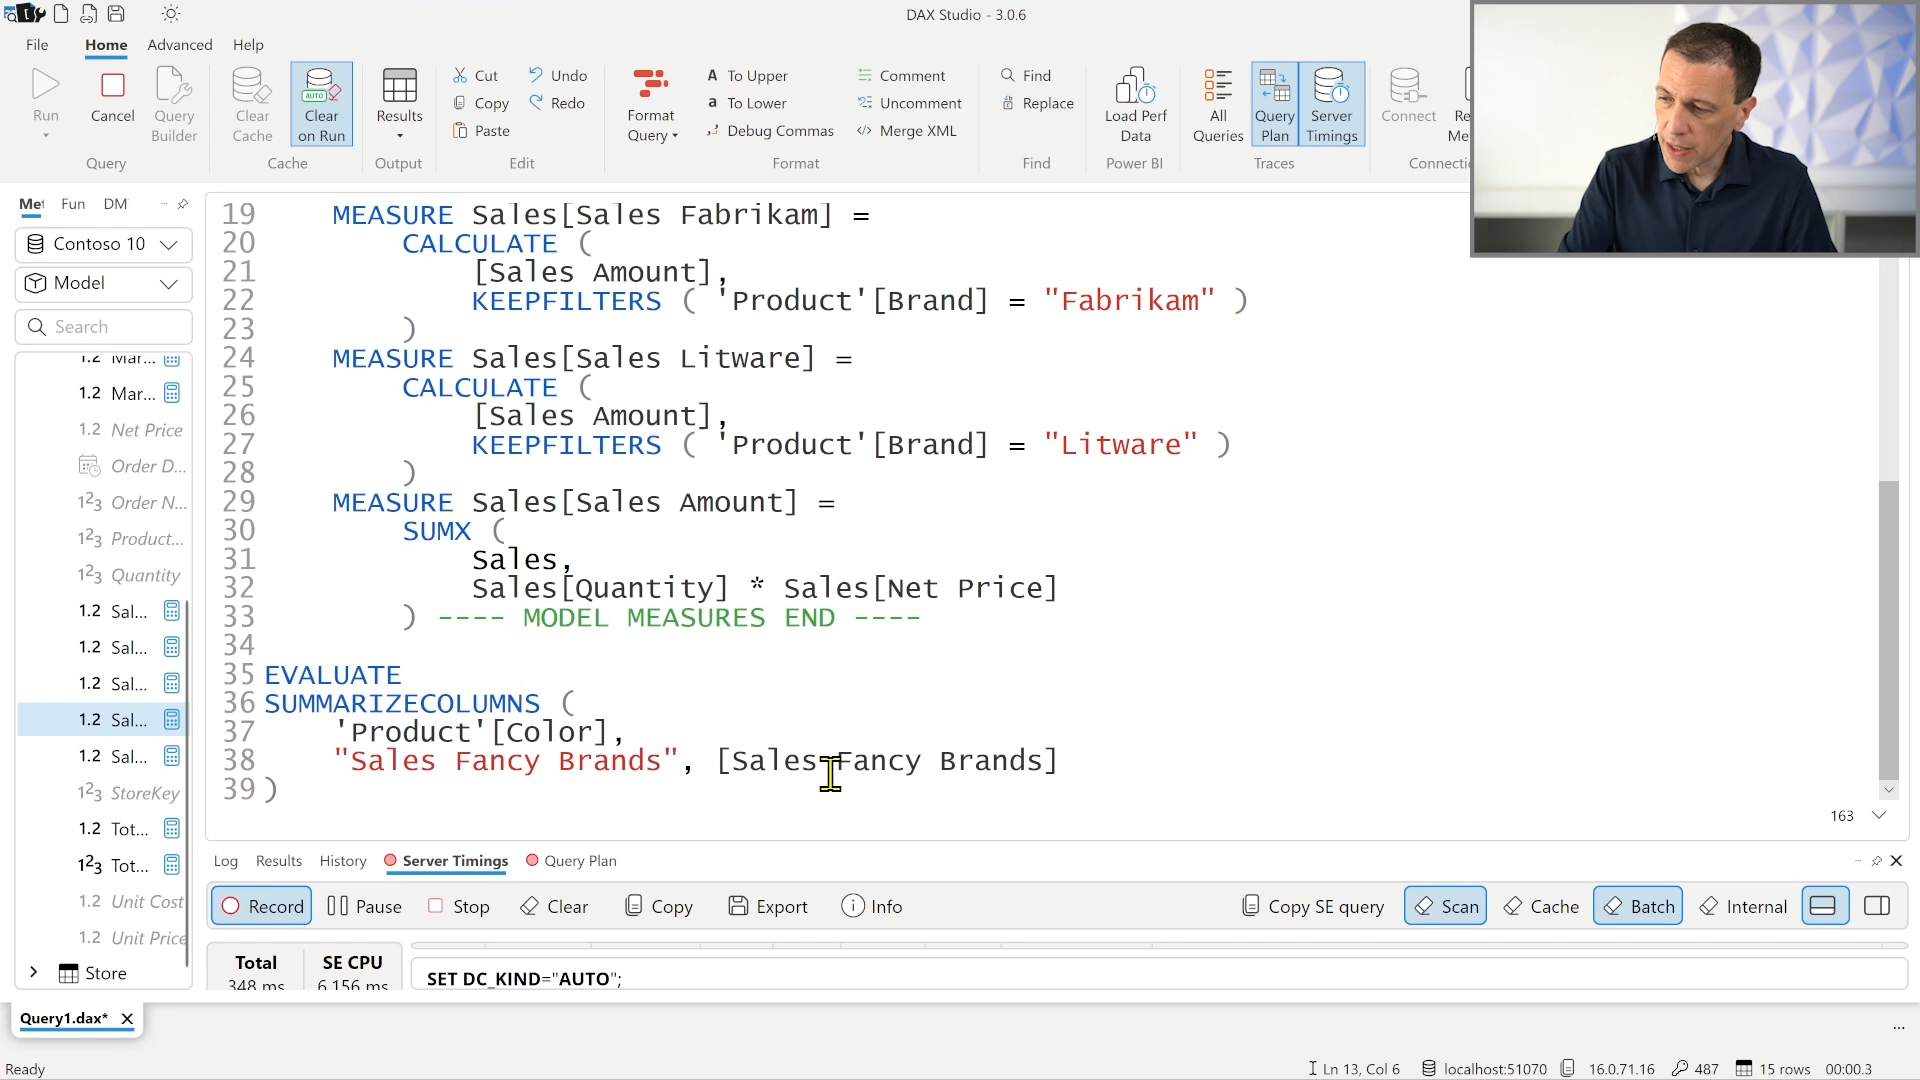 DAX Studio - 3.0.6
File Home Advanced Help
Run Cancel Query Builder Query
Clear Cache AUTO Clear on Run Cache
Results Output
Cut Undo
Copy Redo
Paste
Edit
Format Query
A To Upper Comment
a To Lower Uncomment
Debug Commas Merge XML
Format
Find
Replace
Find
Load Perf Data Power BI
All Queries Query Plan Server Timings Traces
Connect
Met Fun DM
Contoso 10
Model
Search
1.2 Mar...
1.2 Mar...
1.2 Net Price
Order D...
123 Order N...
123 Product...
123 Quantity
1.2 Sal...
1.2 Sal...
1.2 Sal...
1.2 Sal...
1.2 Sal...
123 StoreKey
1.2 Tot...
123 Tot...
1.2 Unit Cost
1.2 Unit Price
Store
19 MEASURE Sales[Sales Fabrikam] =
20 CALCULATE (
21 [Sales Amount],
22 KEEPFILTERS ( 'Product'[Brand] = "Fabrikam" )
23 )
24 MEASURE Sales[Sales Litware] =
25 CALCULATE (
26 [Sales Amount],
27 KEEPFILTERS ( 'Product'[Brand] = "Litware" )
28 )
29 MEASURE Sales[Sales Amount] =
30 SUMX (
31 Sales,
32 Sales[Quantity] * Sales[Net Price]
33 ) ---- MODEL MEASURES END ----
34
35 EVALUATE
36 SUMMARIZECOLUMNS (
37 'Product'[Color],
38 "Sales Fancy Brands", [Sales Fancy Brands]
39 )
163
Log Results History Server Timings Query Plan
Record Pause Stop Clear Copy Export Info Copy SE query Scan Cache Batch Internal
Total SE CPU
348 ms 6,156 ms
SET DC_KIND="AUTO";
Query1.dax*
Ready Ln 13, Col 6 localhost:51070 16.0.71.16 487 15 rows 00:00.3